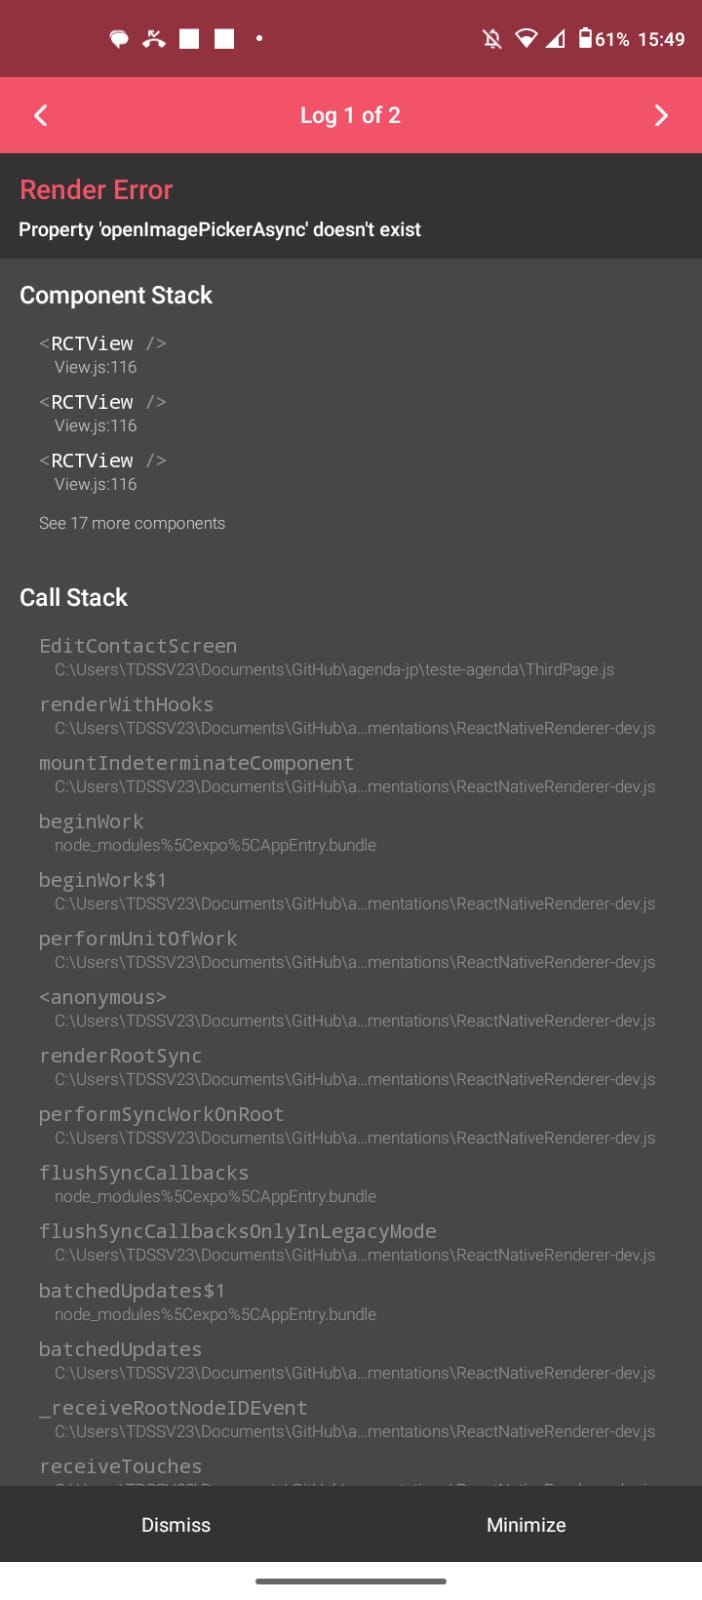 61% 15:49
Log 1 of 2
Render Error
Property 'openImagePickerAsync' doesn't exist
Component Stack
<RCTView />
View.js:116
<RCTView />
View.js:116
<RCTView />
View.js:116
See 17 more components
Call Stack
EditContactScreen
C:\Users\TDSSV23\Documents\GitHub\agenda-jp\teste-agenda\ThirdPage.js
renderWithHooks
C:\Users\TDSSV23\Documents\GitHub\a...mentations\ReactNativeRenderer-dev.js
mountIndeterminateComponent
C:\Users\TDSSV23\Documents\GitHub\a...mentations\ReactNativeRenderer-dev.js
beginWork
node_modules%5Cexpo%5CAppEntry.bundle
beginWork$1
C:\Users\TDSSV23\Documents\GitHub\a...mentations\ReactNativeRenderer-dev.js
performUnitOfWork
C:\Users\TDSSV23\Documents\GitHub\a...mentations\ReactNativeRenderer-dev.js
<anonymous>
C:\Users\TDSSV23\Documents\GitHub\a...mentations\ReactNativeRenderer-dev.js
renderRootSync
C:\Users\TDSSV23\Documents\GitHub\a...mentations\ReactNativeRenderer-dev.js
performSyncWorkOnRoot
C:\Users\TDSSV23\Documents\GitHub\a...mentations\ReactNativeRenderer-dev.js
flushSyncCallbacks
node_modules%5Cexpo%5CAppEntry.bundle
flushSyncCallbacksOnlyInLegacyMode
C:\Users\TDSSV23\Documents\GitHub\a...mentations\ReactNativeRenderer-dev.js
batchedUpdates$1
node_modules%5Cexpo%5CAppEntry.bundle
batchedUpdates
C:\Users\TDSSV23\Documents\GitHub\a...mentations\ReactNativeRenderer-dev.js
_receiveRootNodeIDEvent
C:\Users\TDSSV23\Documents\GitHub\a...mentations\ReactNativeRenderer-dev.js
receiveTouches
Dismiss Minimize